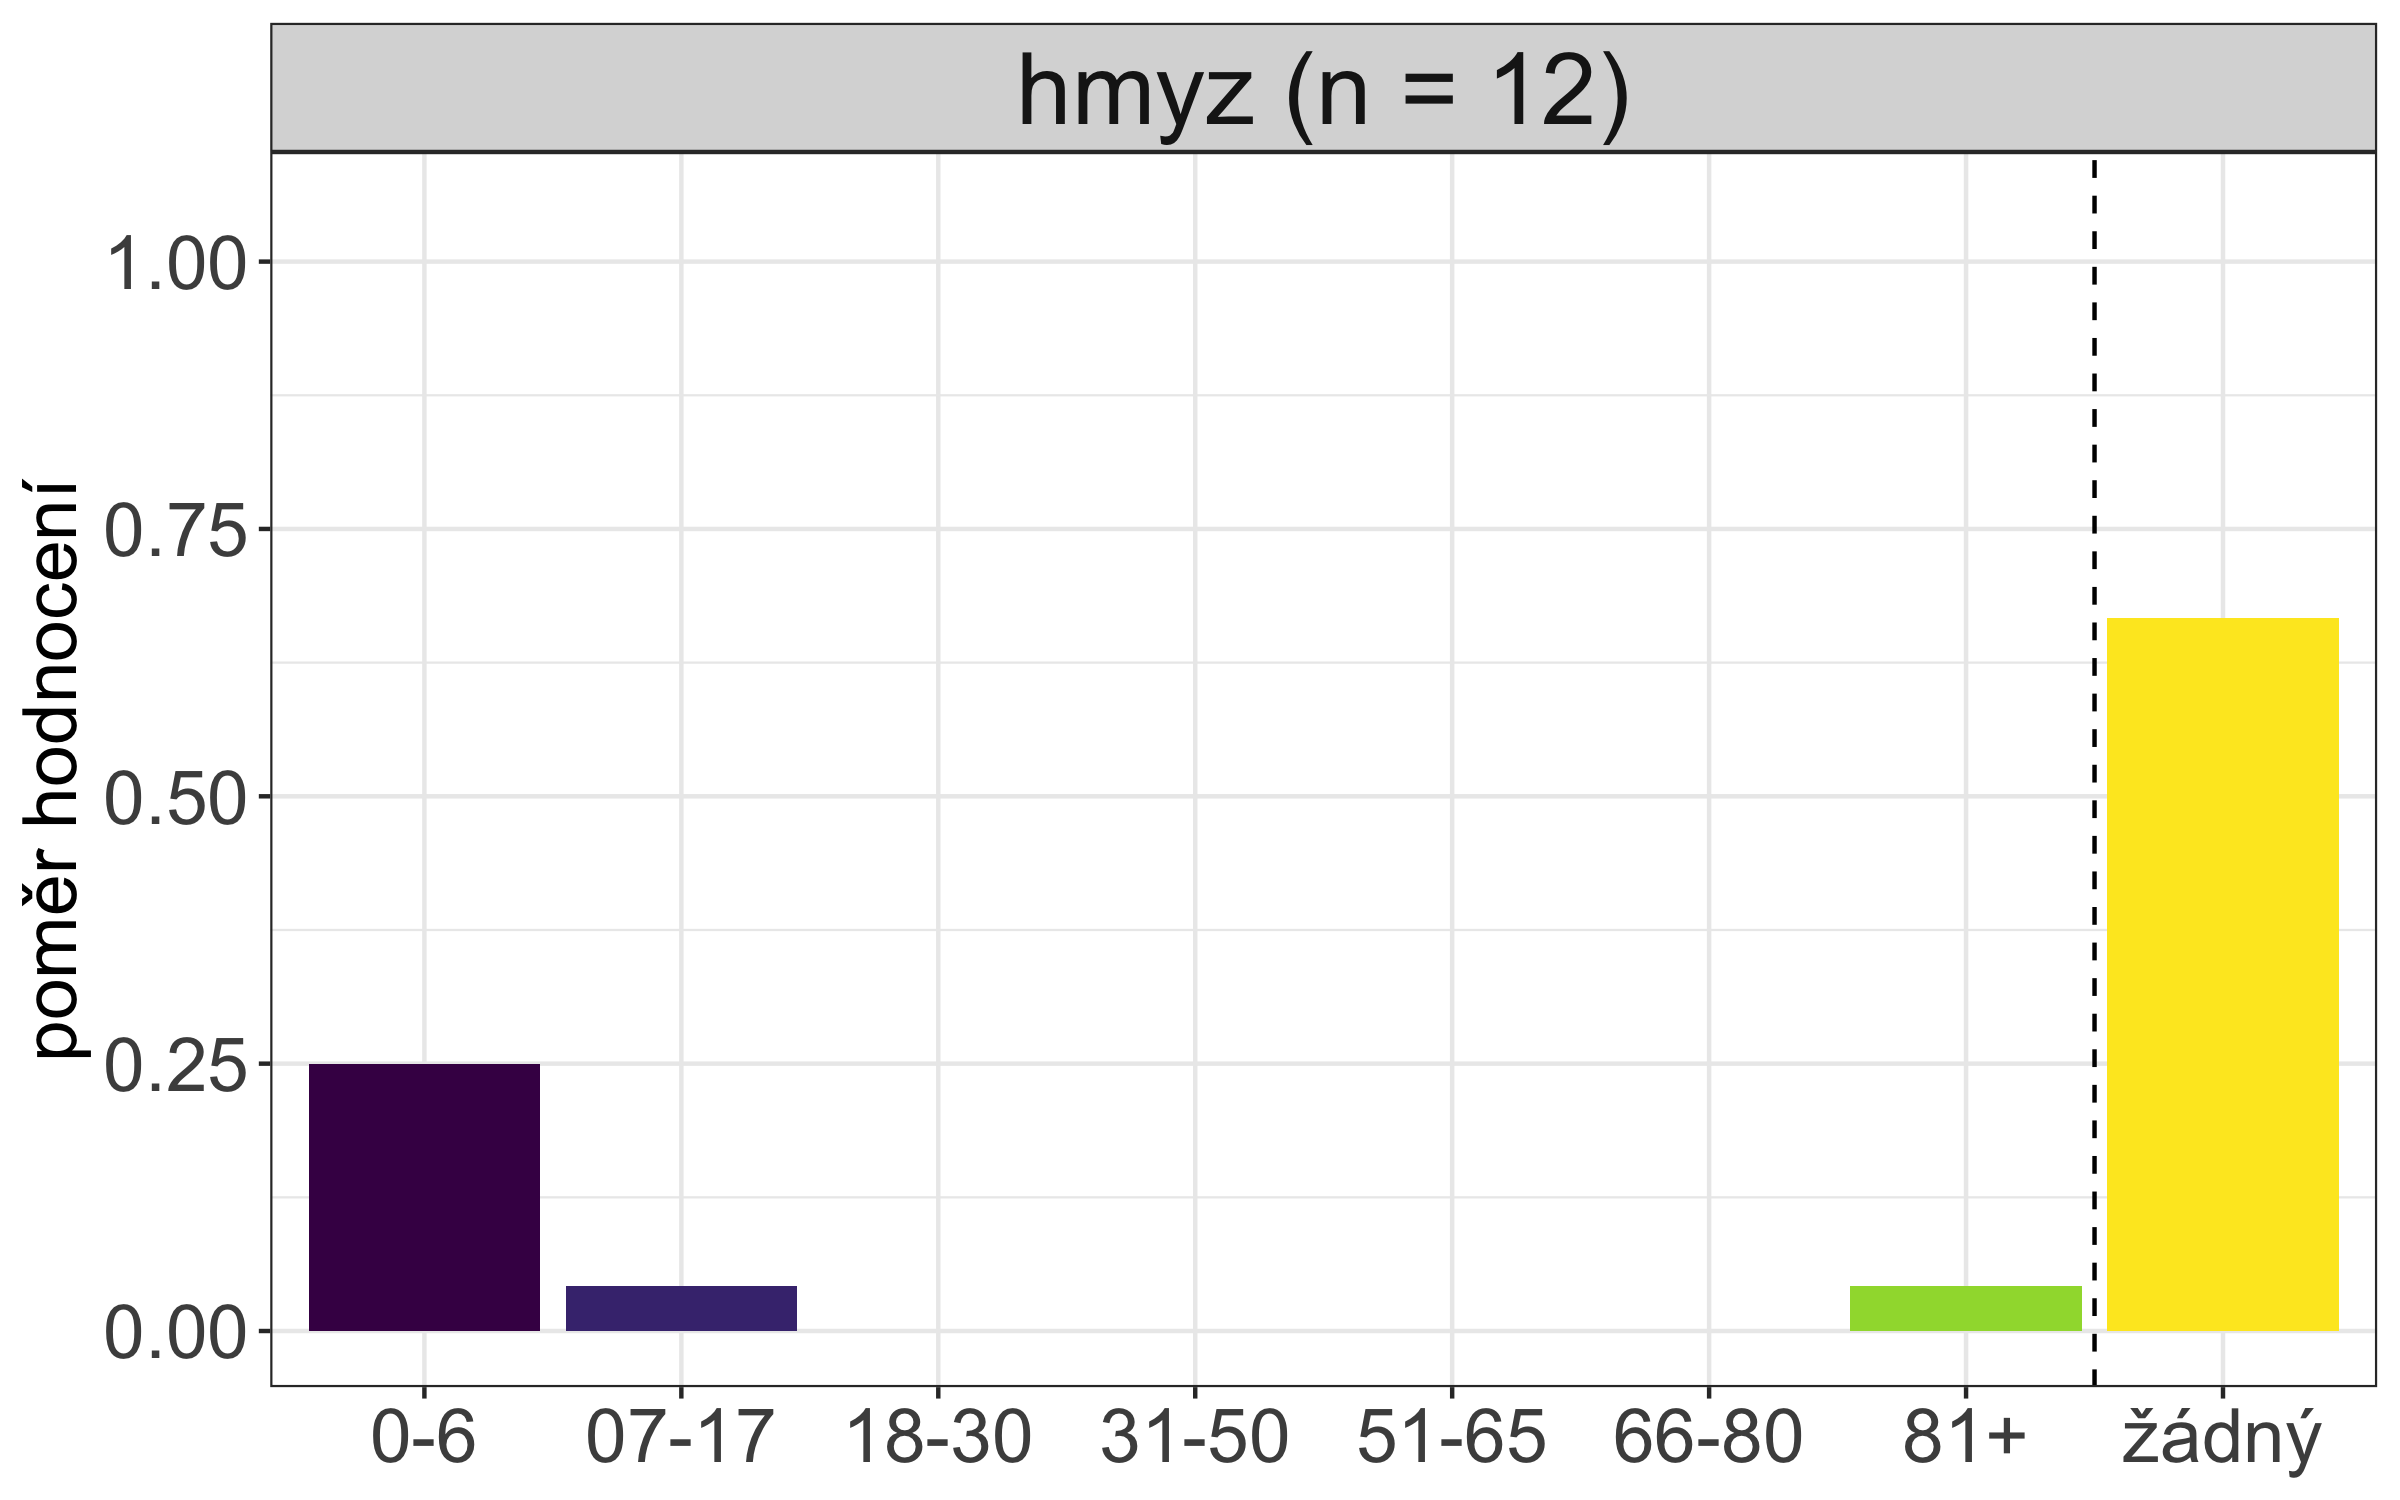 hmyz (n = 12)
poměr hodnocení
1.00
0.75
0.50
0.25
0.00
0-6 07-17 18-30 31-50 51-65 66-80 81+ žádný